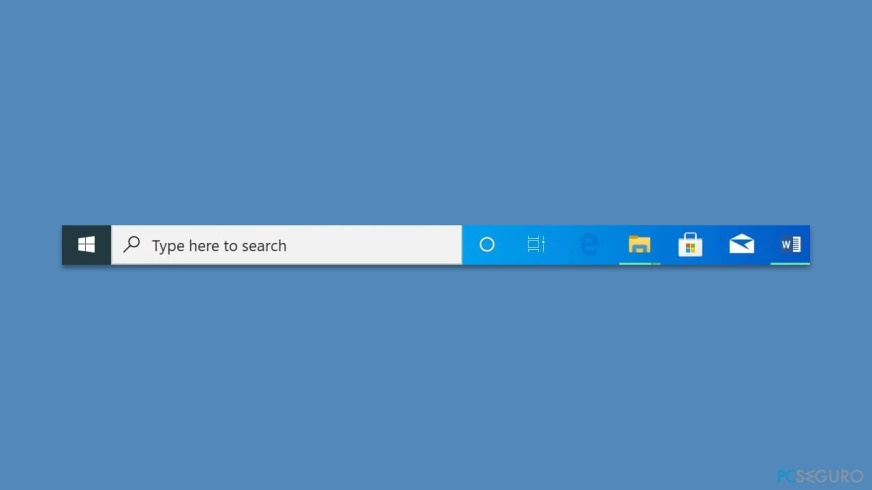 Type here to search
W
PCSEGURO